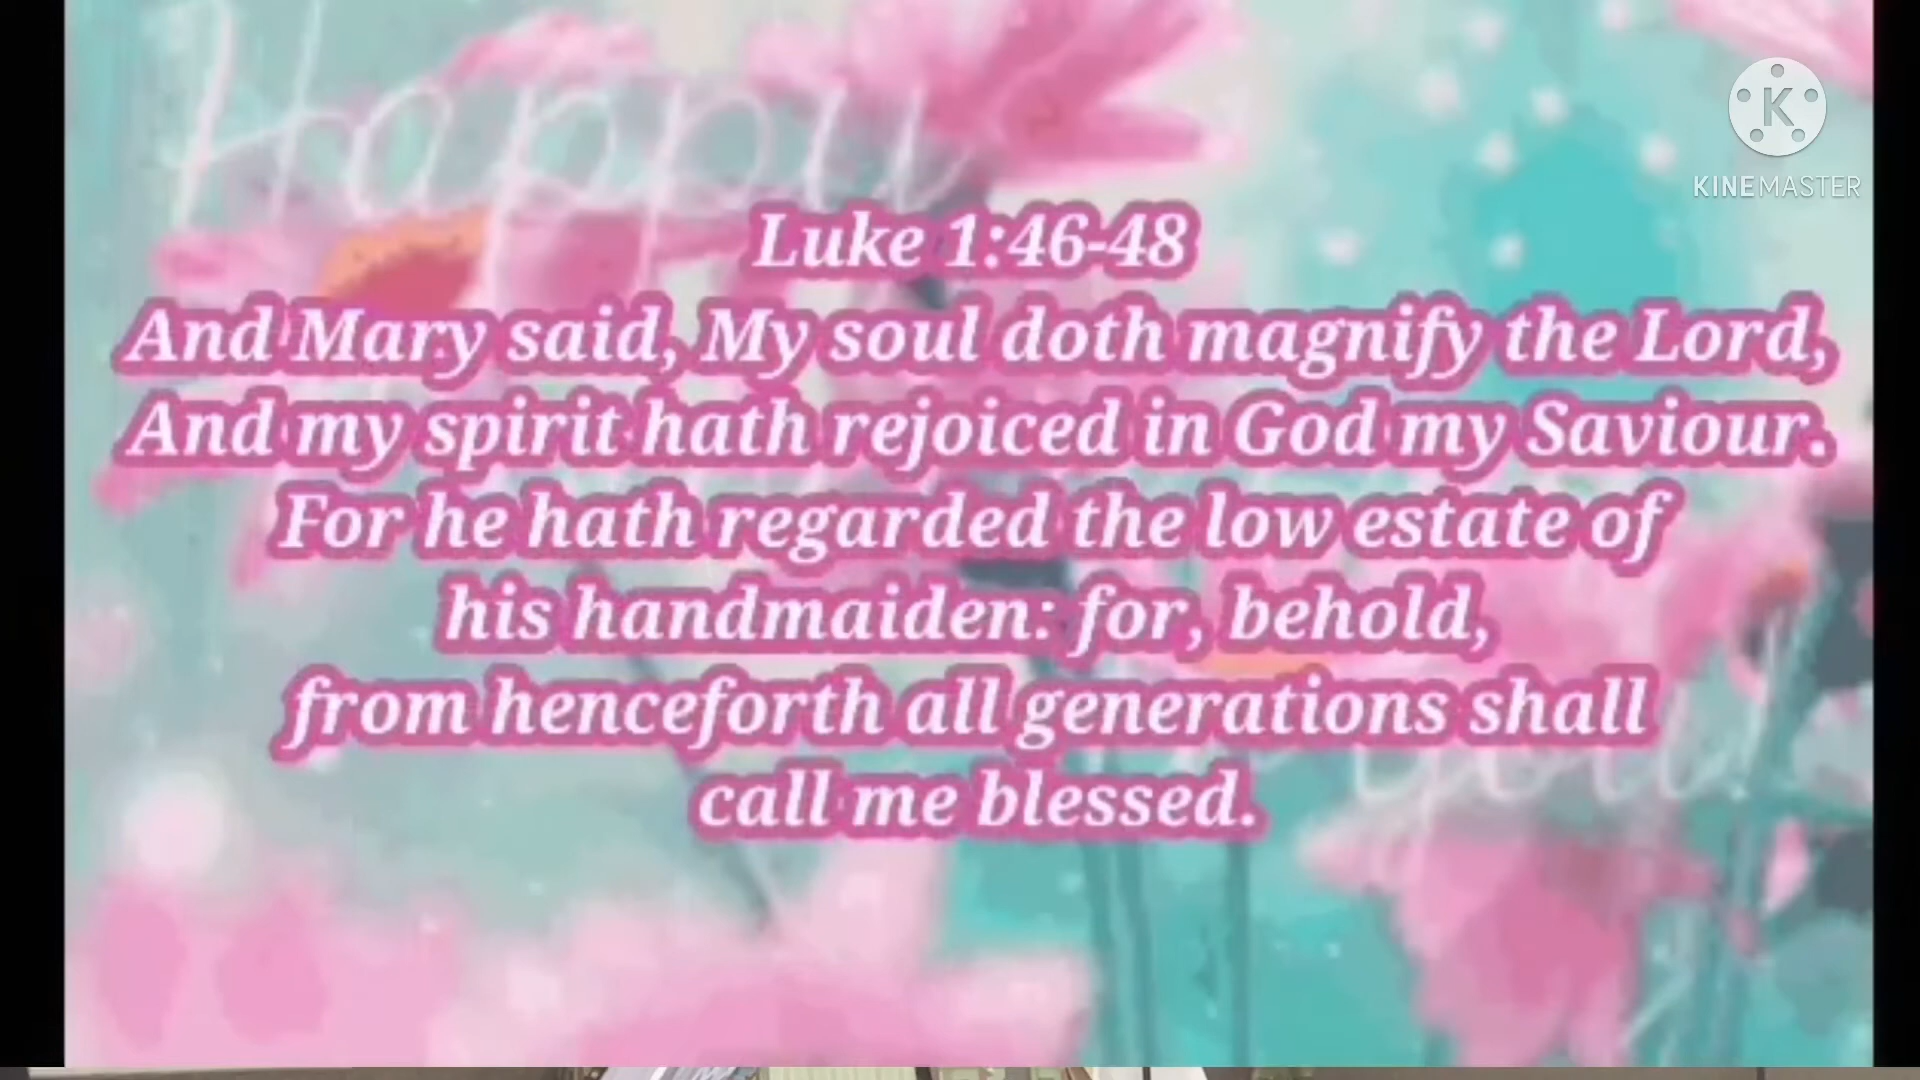 Happy
KINEMASTER
Luke 1:46-48
And Mary said, My soul doth magnify the Lord,
And my spirit hath rejoiced in God my Saviour.
For he hath regarded the low estate of
his handmaiden: for, behold,
from henceforth all generations shall
call me blessed.